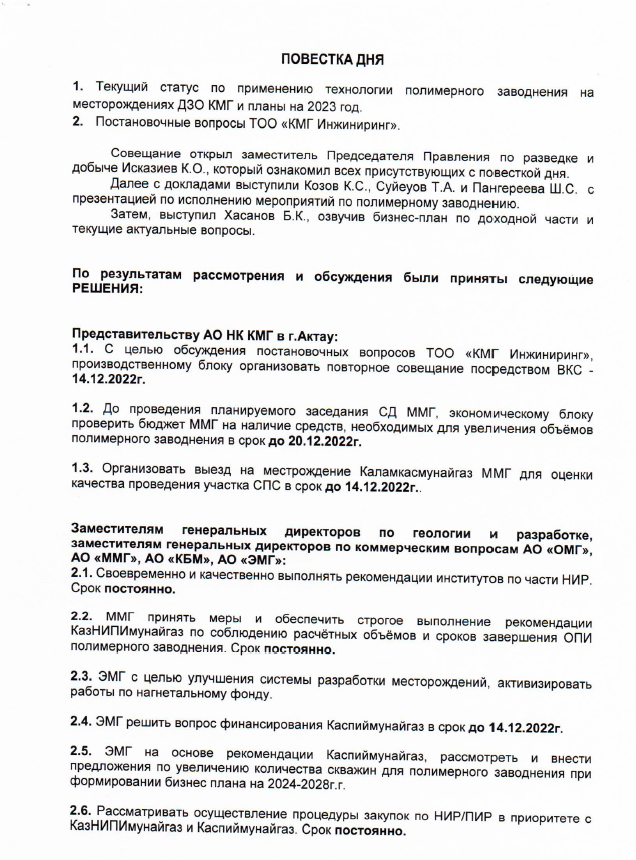 ПОВЕСТКА ДНЯ
1. Текущий статус по применению технологии полимерного заводнения на
месторождениях ДЗО КМГ и планы на 2023 год.
2. Постановочные вопросы ТОО «КМГ Инжиниринг».
Совещание открыл заместитель Председателя Правления по разведке и
добыче Исказиев К.О., который ознакомил всех присутствующих с повесткой дня.
Далее с докладами выступили Козов К.С., Суйеуов Т.А. и Пангереева Ш.С. с
презентацией по исполнению мероприятий по полимерному заводнению.
Затем, выступил Хасанов Б.К., озвучив бизнес-план по доходной части и
текущие актуальные вопросы.
По результатам рассмотрения и обсуждения были приняты следующие
РЕШЕНИЯ:
Представительству АО НК КМГ в г.Актау:
1.1. С целью обсуждения постановочных вопросов ТОО «КМГ Инжиниринг»,
производственному блоку организовать повторное совещание посредством ВКС -
14.12.2022г.
1.2. До проведения планируемого заседания СД ММГ, экономическому блоку
проверить бюджет ММГ на наличие средств, необходимых для увеличения объёмов
полимерного заводнения в срок до 20.12.2022г.
1.3. Организовать выезд на местрождение Каламкасмунайгаз ММГ для оценки
качества проведения участка СПС в срок до 14.12.2022г..
Заместителям генеральных директоров по геологии и разработке,
заместителям генеральных директоров по коммерческим вопросам АО «ОМГ»,
АО «ММГ», АО «КБМ», АО «ЭМГ»:
2.1. Своевременно и качественно выполнять рекомендации институтов по части НИР.
Срок постоянно.
2.2. ММГ принять меры и обеспечить строгое выполнение рекомендации
КазНИПИмунайгаз по соблюдению расчётных объёмов и сроков завершения ОПИ
полимерного заводнения. Срок постоянно.
2.3. ЭМГ с целью улучшения системы разработки месторождений, активизировать
работы по нагнетальному фонду.
2.4. ЭМГ решить вопрос финансирования Каспиймунайгаз в срок до 14.12.2022г.
2.5. ЭМГ на основе рекомендации Каспиймунайгаз, рассмотреть и внести
предложения по увеличению количества скважин для полимерного заводнения при
формировании бизнес плана на 2024-2028г.г.
2.6. Рассматривать осуществление процедуры закупок по НИР/ПИР в приоритете с
КазНИПИмунайгаз и Каспиймунайгаз. Срок постоянно.